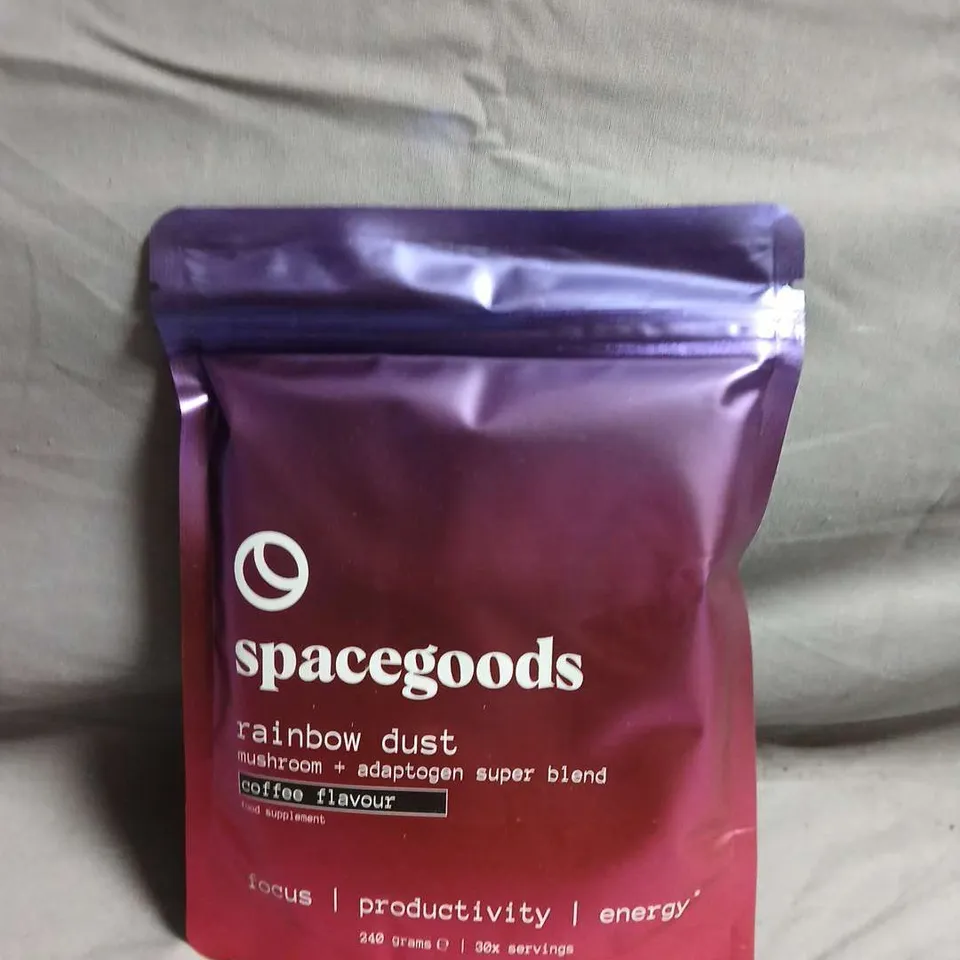 spacegoods
rainbow dust
mushroom + adaptogen super blend
coffee flavour
food supplement
focus | productivity | energy*
240 grams ℮ | 30x servings